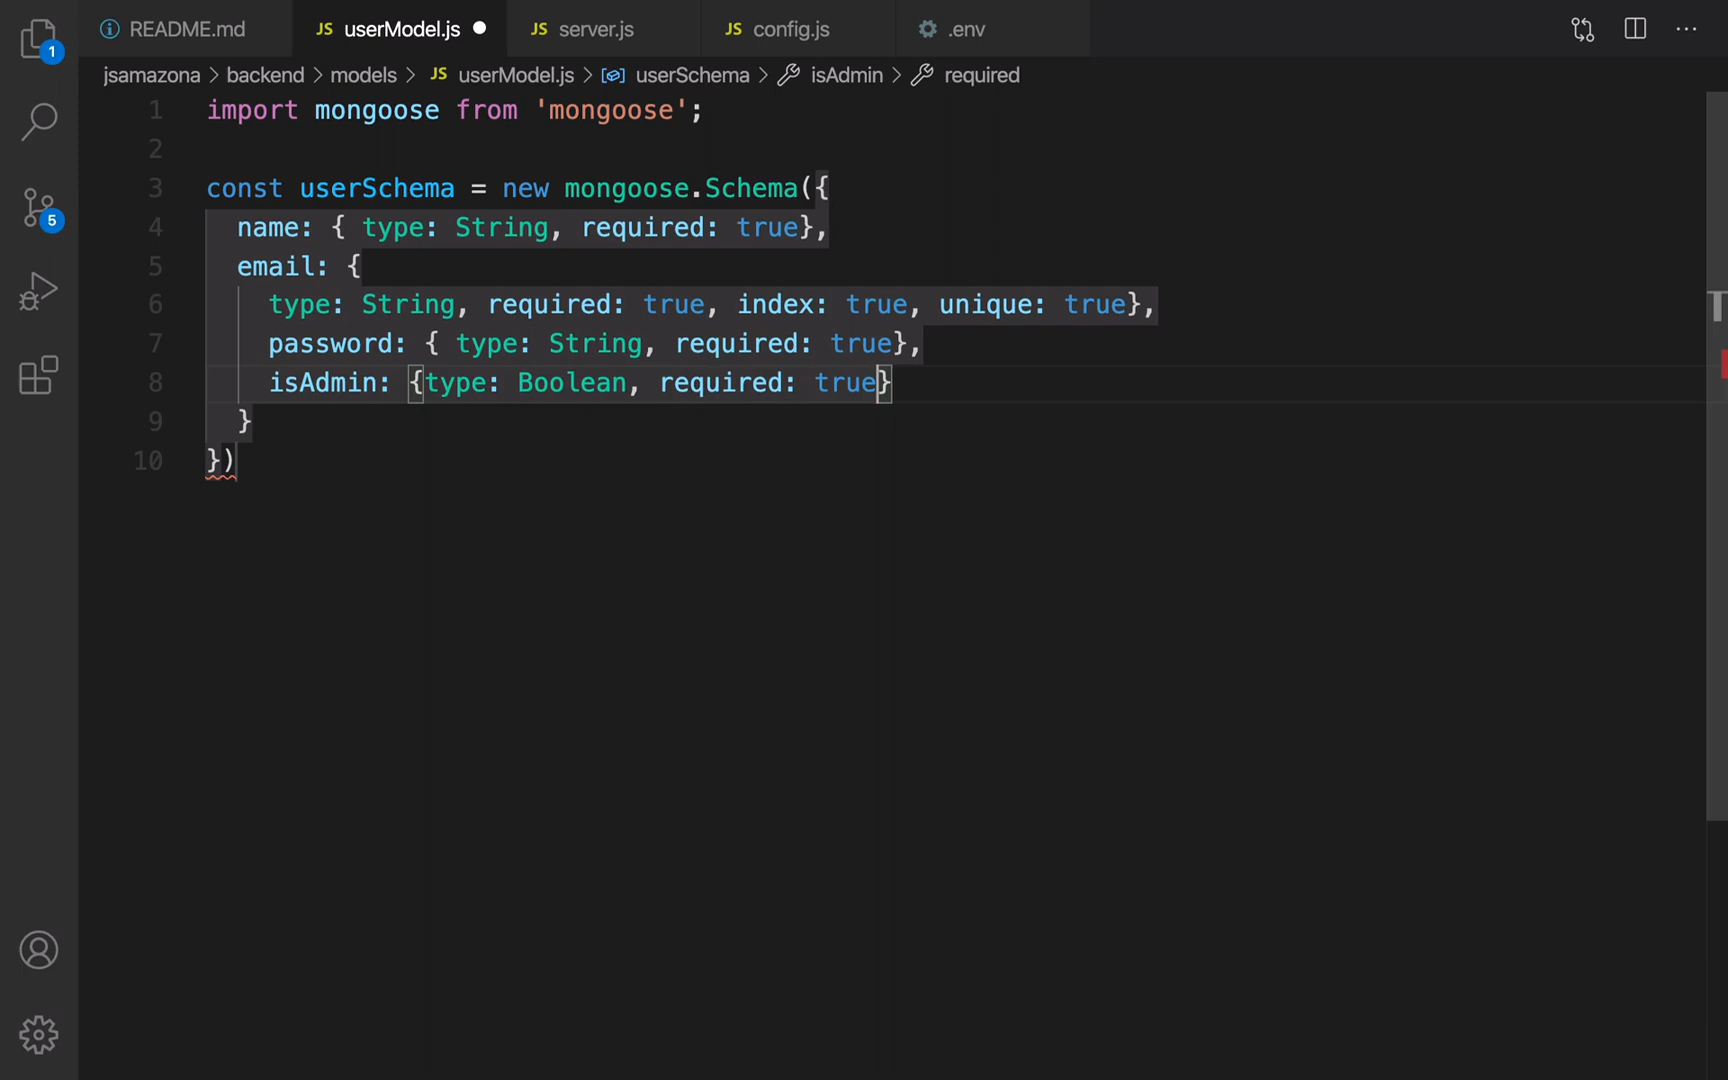 README.md JS userModel.js JS server.js JS config.js .env
jsamazona > backend > models > JS userModel.js > userSchema > isAdmin > required
1
5
1 import mongoose from 'mongoose';
2
3 const userSchema = new mongoose.Schema({
4 name: { type: String, required: true},
5 email: {
6 type: String, required: true, index: true, unique: true},
7 password: { type: String, required: true},
8 isAdmin: {type: Boolean, required: true}
9 }
10 })